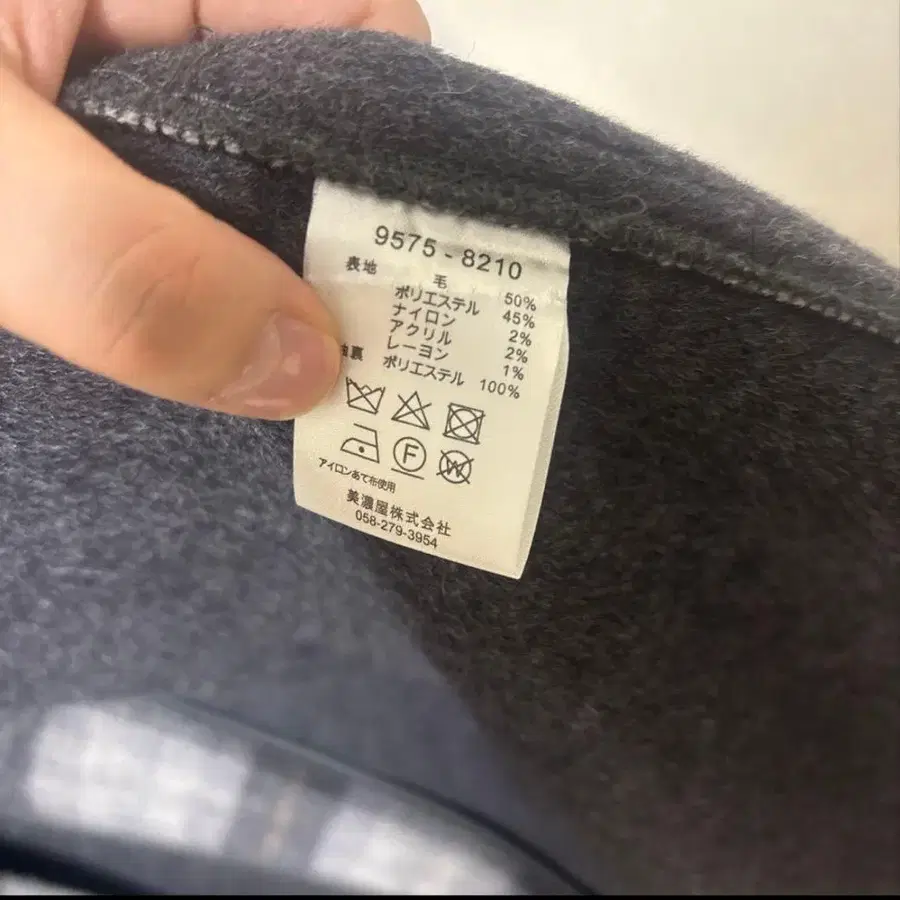 9575-8210
表地 毛 50%
ポリエステル 45%
ナイロン 2%
アクリル 2%
レーヨン 1%
裏 ポリエステル 100%
F
W
アイロンあて布使用
美濃屋株式会社
058-279-3954